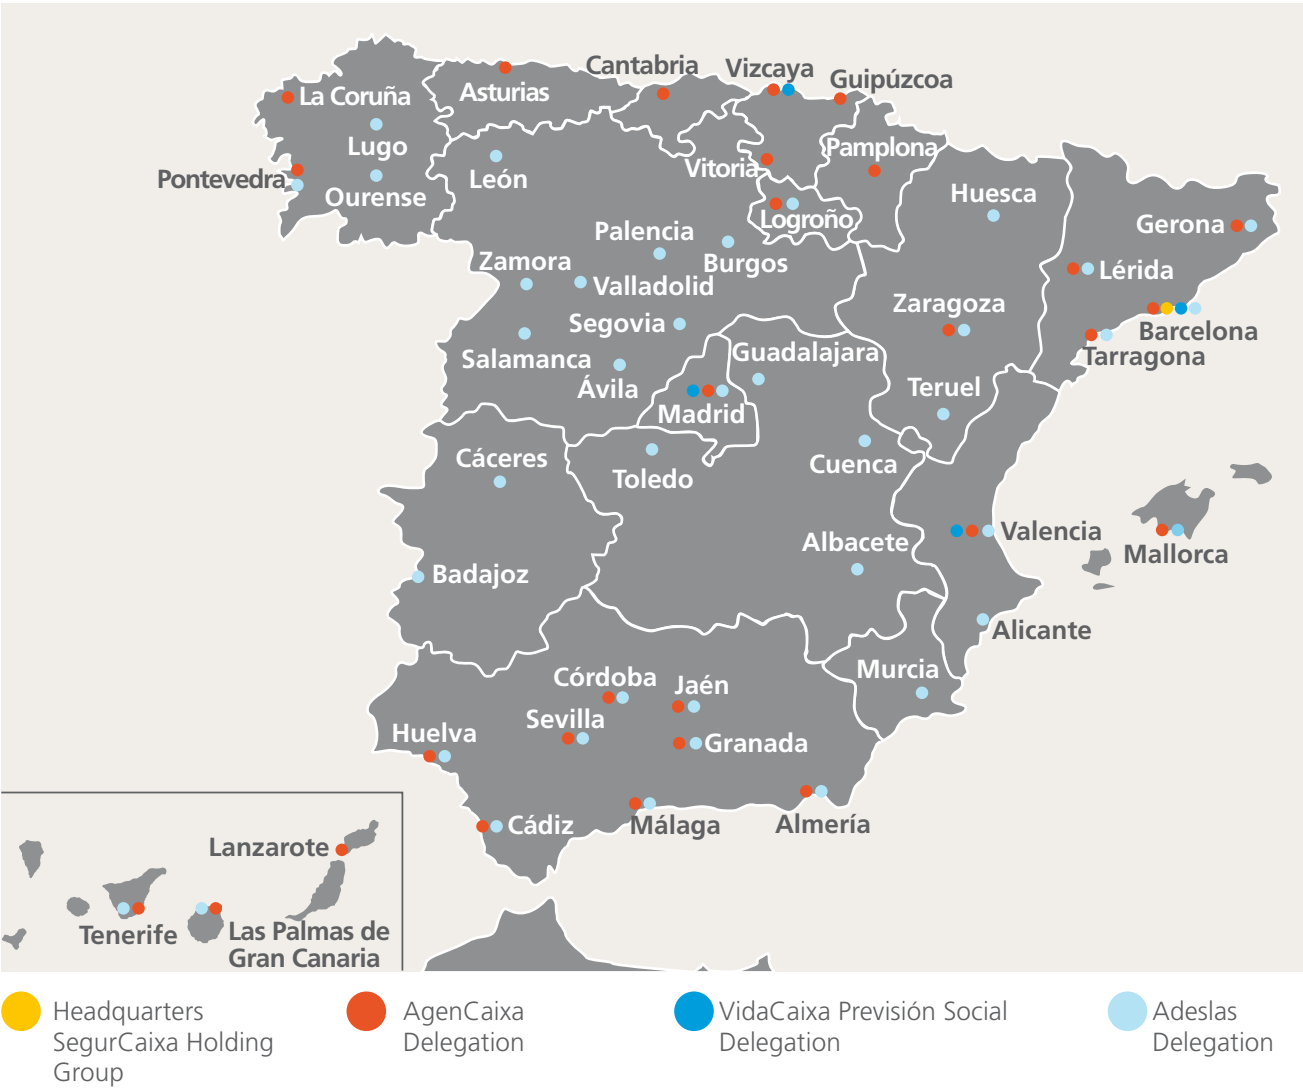 Cantabria
Vizcaya
Guipúzcoa
La Coruña
Asturias
Lugo
Pamplona
Vitoria
Pontevedra
León
Ourense
Huesca
Logroño
Gerona
Palencia
Zamora
Burgos
Lérida
Valladolid
Zaragoza
Segovia
Barcelona
Salamanca
Guadalajara
Tarragona
Ávila
Teruel
Madrid
Cáceres
Cuenca
Toledo
Valencia
Albacete
Mallorca
Badajoz
Alicante
Murcia
Córdoba
Jaén
Sevilla
Huelva
Granada
Cádiz
Málaga
Almería
Lanzarote
Tenerife
Las Palmas de
Gran Canaria
Headquarters
SegurCaixa Holding
Group
AgenCaixa
Delegation
VidaCaixa Previsión Social
Delegation
Adeslas
Delegation